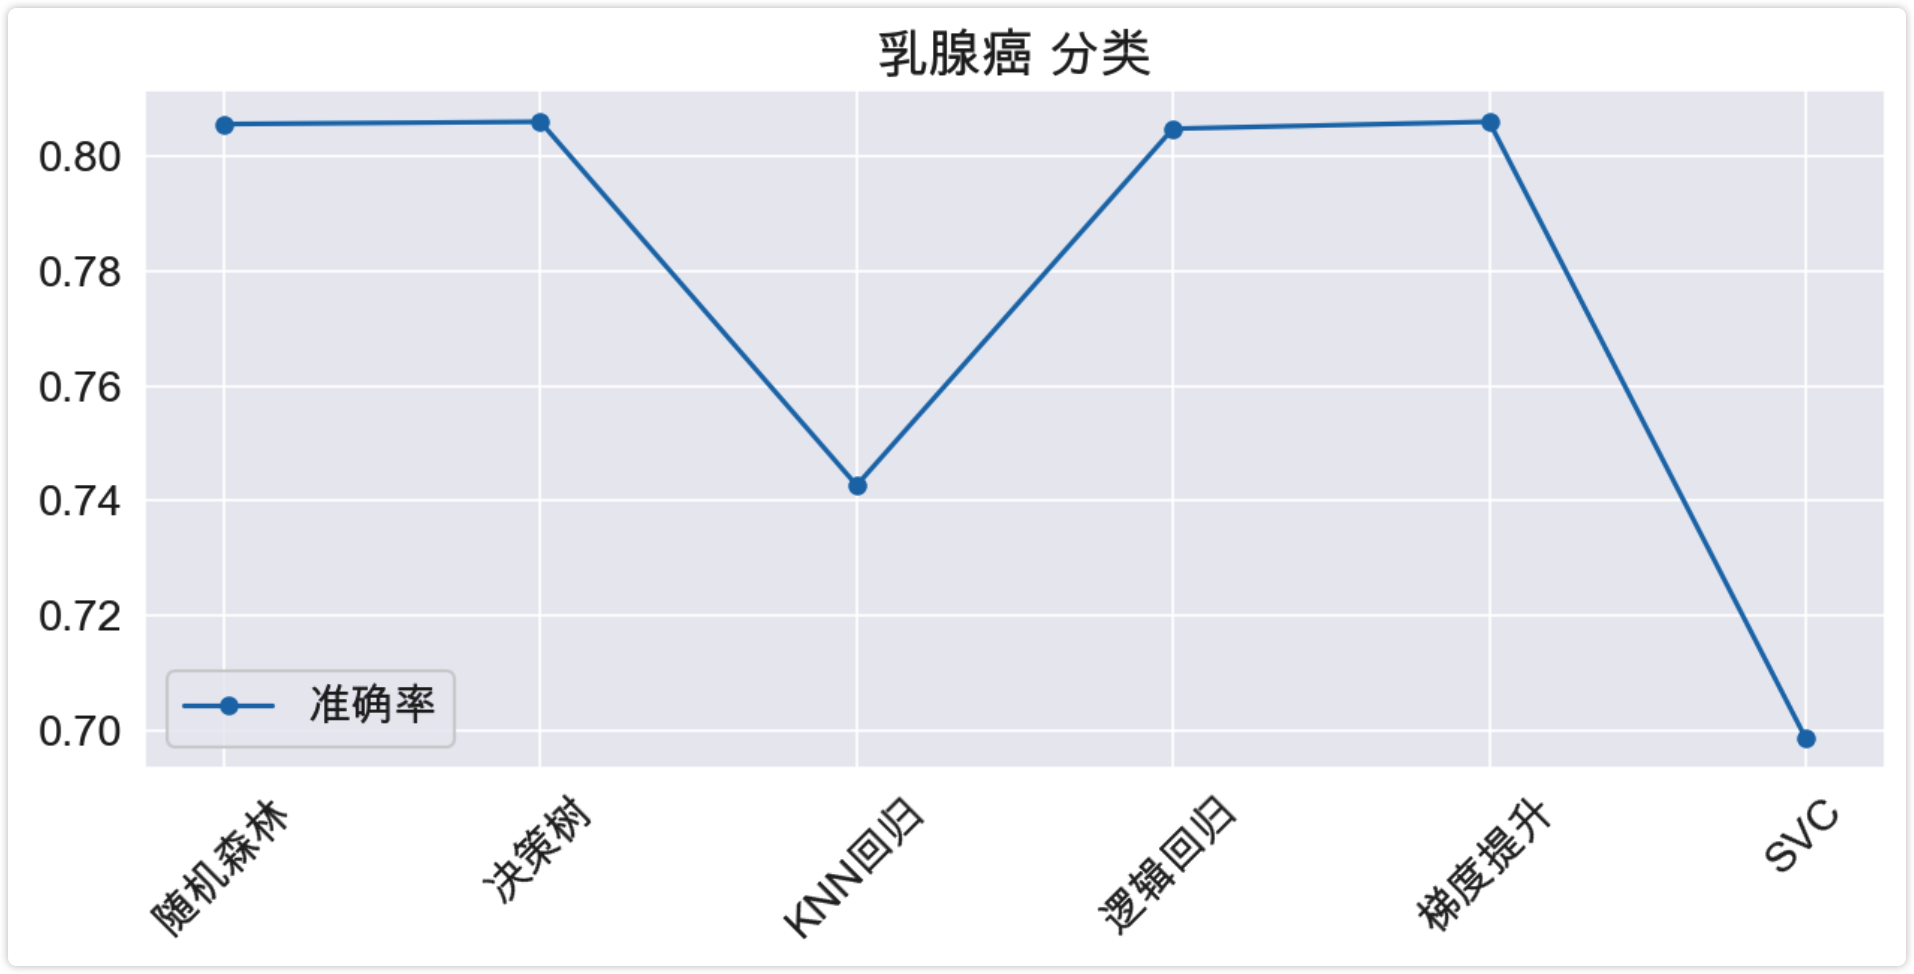 乳腺癌 分类
0.80
0.78
0.76
0.74
0.72
0.70
准确率
随机森林
决策树
KNN回归
逻辑回归
梯度提升
SVC